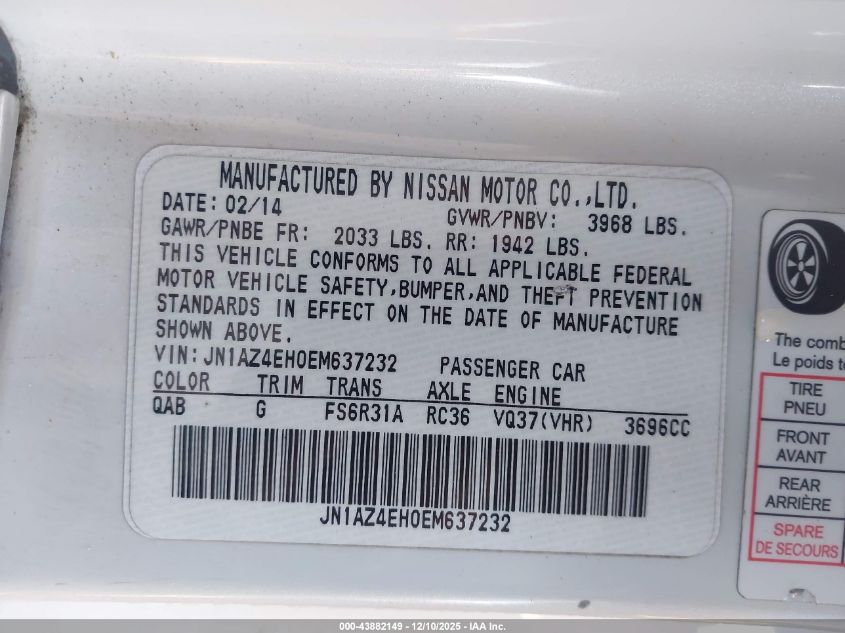 MANUFACTURED BY NISSAN MOTOR CO.,LTD.
DATE: 02/14 GVWR/PNBV: 3968 LBS.
GAWR/PNBE FR: 2033 LBS. RR: 1942 LBS.
THIS VEHICLE CONFORMS TO ALL APPLICABLE FEDERAL
MOTOR VEHICLE SAFETY,BUMPER,AND THEFT PREVENTION
STANDARDS IN EFFECT ON THE DATE OF MANUFACTURE
SHOWN ABOVE.
VIN: JN1AZ4EH0EM637232 PASSENGER CAR
COLOR TRIM TRANS AXLE ENGINE
QAB G FS6R31A RC36 VQ37(VHR) 3696CC
JN1AZ4EH0EM637232
The comb
Le poids t
TIRE
PNEU
FRONT
AVANT
REAR
ARRIÈRE
SPARE
DE SECOURS
000-43882149 - 12/10/2025 - IAA Inc.